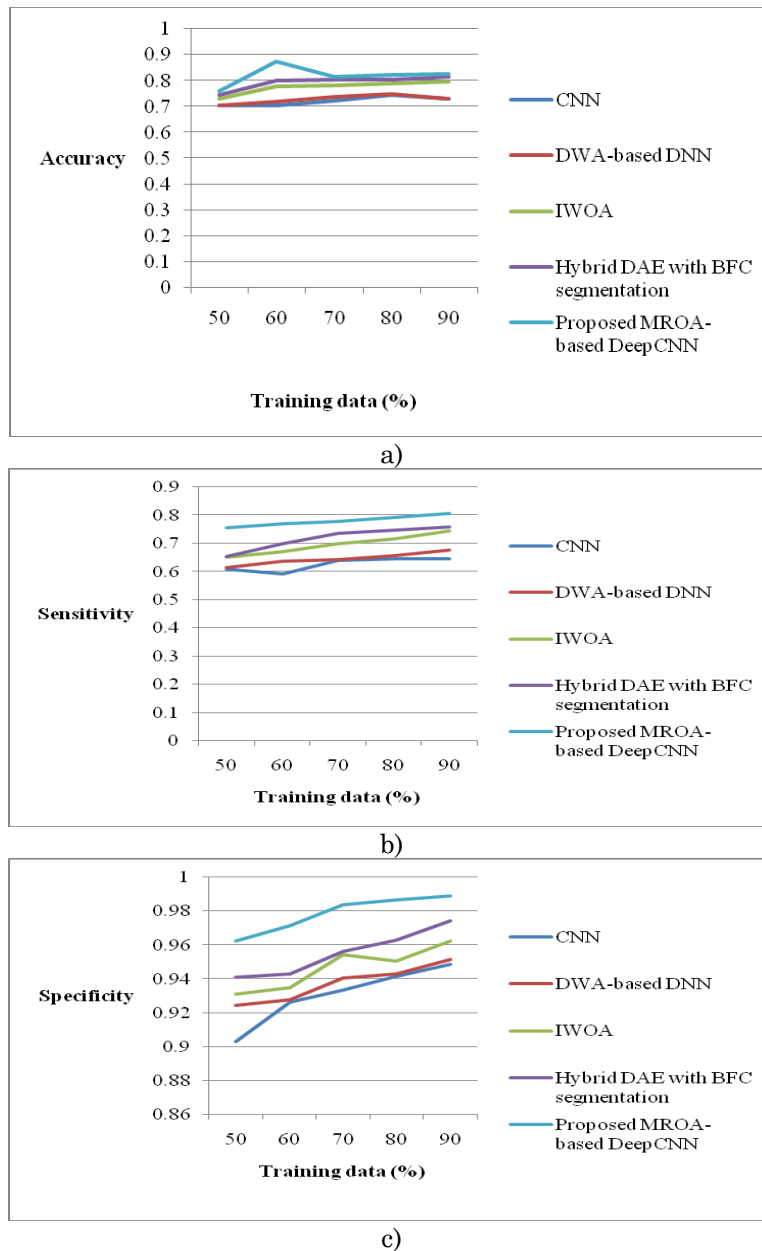 1
0.9
0.8
0.7
0.6
0.5
0.4
0.3
0.2
0.1
0
Accuracy
50 60 70 80 90
Training data (%)
CNN
DWA-based DNN
IWOA
Hybrid DAE with BFC
segmentation
Proposed MROA-
based DeepCNN
a)
0.9
0.8
0.7
0.6
0.5
0.4
0.3
0.2
0.1
0
Sensitivity
50 60 70 80 90
Training data (%)
CNN
DWA-based DNN
IWOA
Hybrid DAE with BFC
segmentation
Proposed MROA-
based DeepCNN
b)
1
0.98
0.96
0.94
0.92
0.9
0.88
0.86
Specificity
50 60 70 80 90
Training data (%)
CNN
DWA-based DNN
IWOA
Hybrid DAE with BFC
segmentation
Proposed MROA-
based DeepCNN
c)